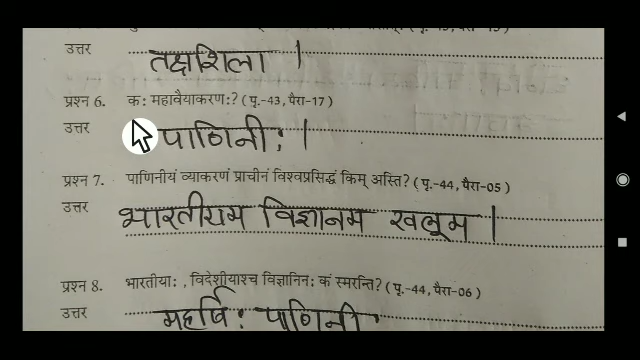 उत्तर
तक्षशिला |
प्रश्न 6. क: महावैयाकरण:? (पृ.-43, पैरा-17)
उत्तर
पाणिनी: |
प्रश्न 7. पाणिनीयं व्याकरणं प्राचीनं विश्वप्रसिद्धं किम् अस्ति? (पृ.-44, पैरा-05)
उत्तर
भारतीयम विज्ञानम खलूम |
प्रश्न 8. भारतीया: , विदेशीयाश्च विज्ञानिन: कं स्मरन्ति? (पृ.-44, पैरा-06)
उत्तर
महर्षि: पाणिनी